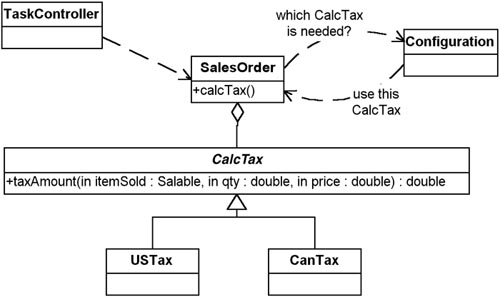 TaskController
which CalcTax
is needed?
Configuration
SalesOrder
+calcTax()
use this
CalcTax
CalcTax
+taxAmount(in itemSold : Salable, in qty : double, in price : double) : double
USTax
CanTax